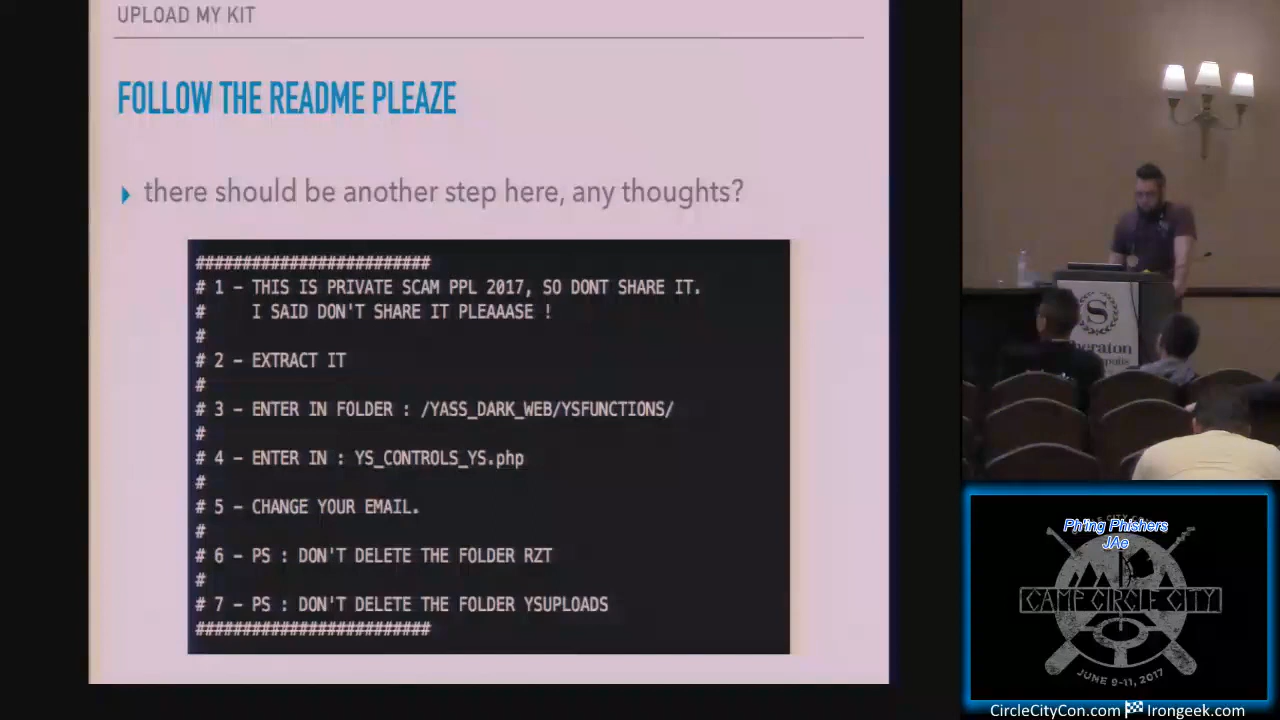 UPLOAD MY KIT
FOLLOW THE README PLEAZE
there should be another step here, any thoughts?
#########################
# 1 - THIS IS PRIVATE SCAM PPL 2017, SO DONT SHARE IT.
# I SAID DON'T SHARE IT PLEAAASE !
#
# 2 - EXTRACT IT
#
# 3 - ENTER IN FOLDER : /YASS_DARK_WEB/YSFUNCTIONS/
#
# 4 - ENTER IN : YS_CONTROLS_YS.php
#
# 5 - CHANGE YOUR EMAIL.
#
# 6 - PS : DON'T DELETE THE FOLDER RZT
#
# 7 - PS : DON'T DELETE THE FOLDER YSUPLOADS
#########################
S
Ph'ing Phishers
JAe
CAMP CIRCLE CITY
JUNE 9-11, 2017
CircleCityCon.com Irongeek.com